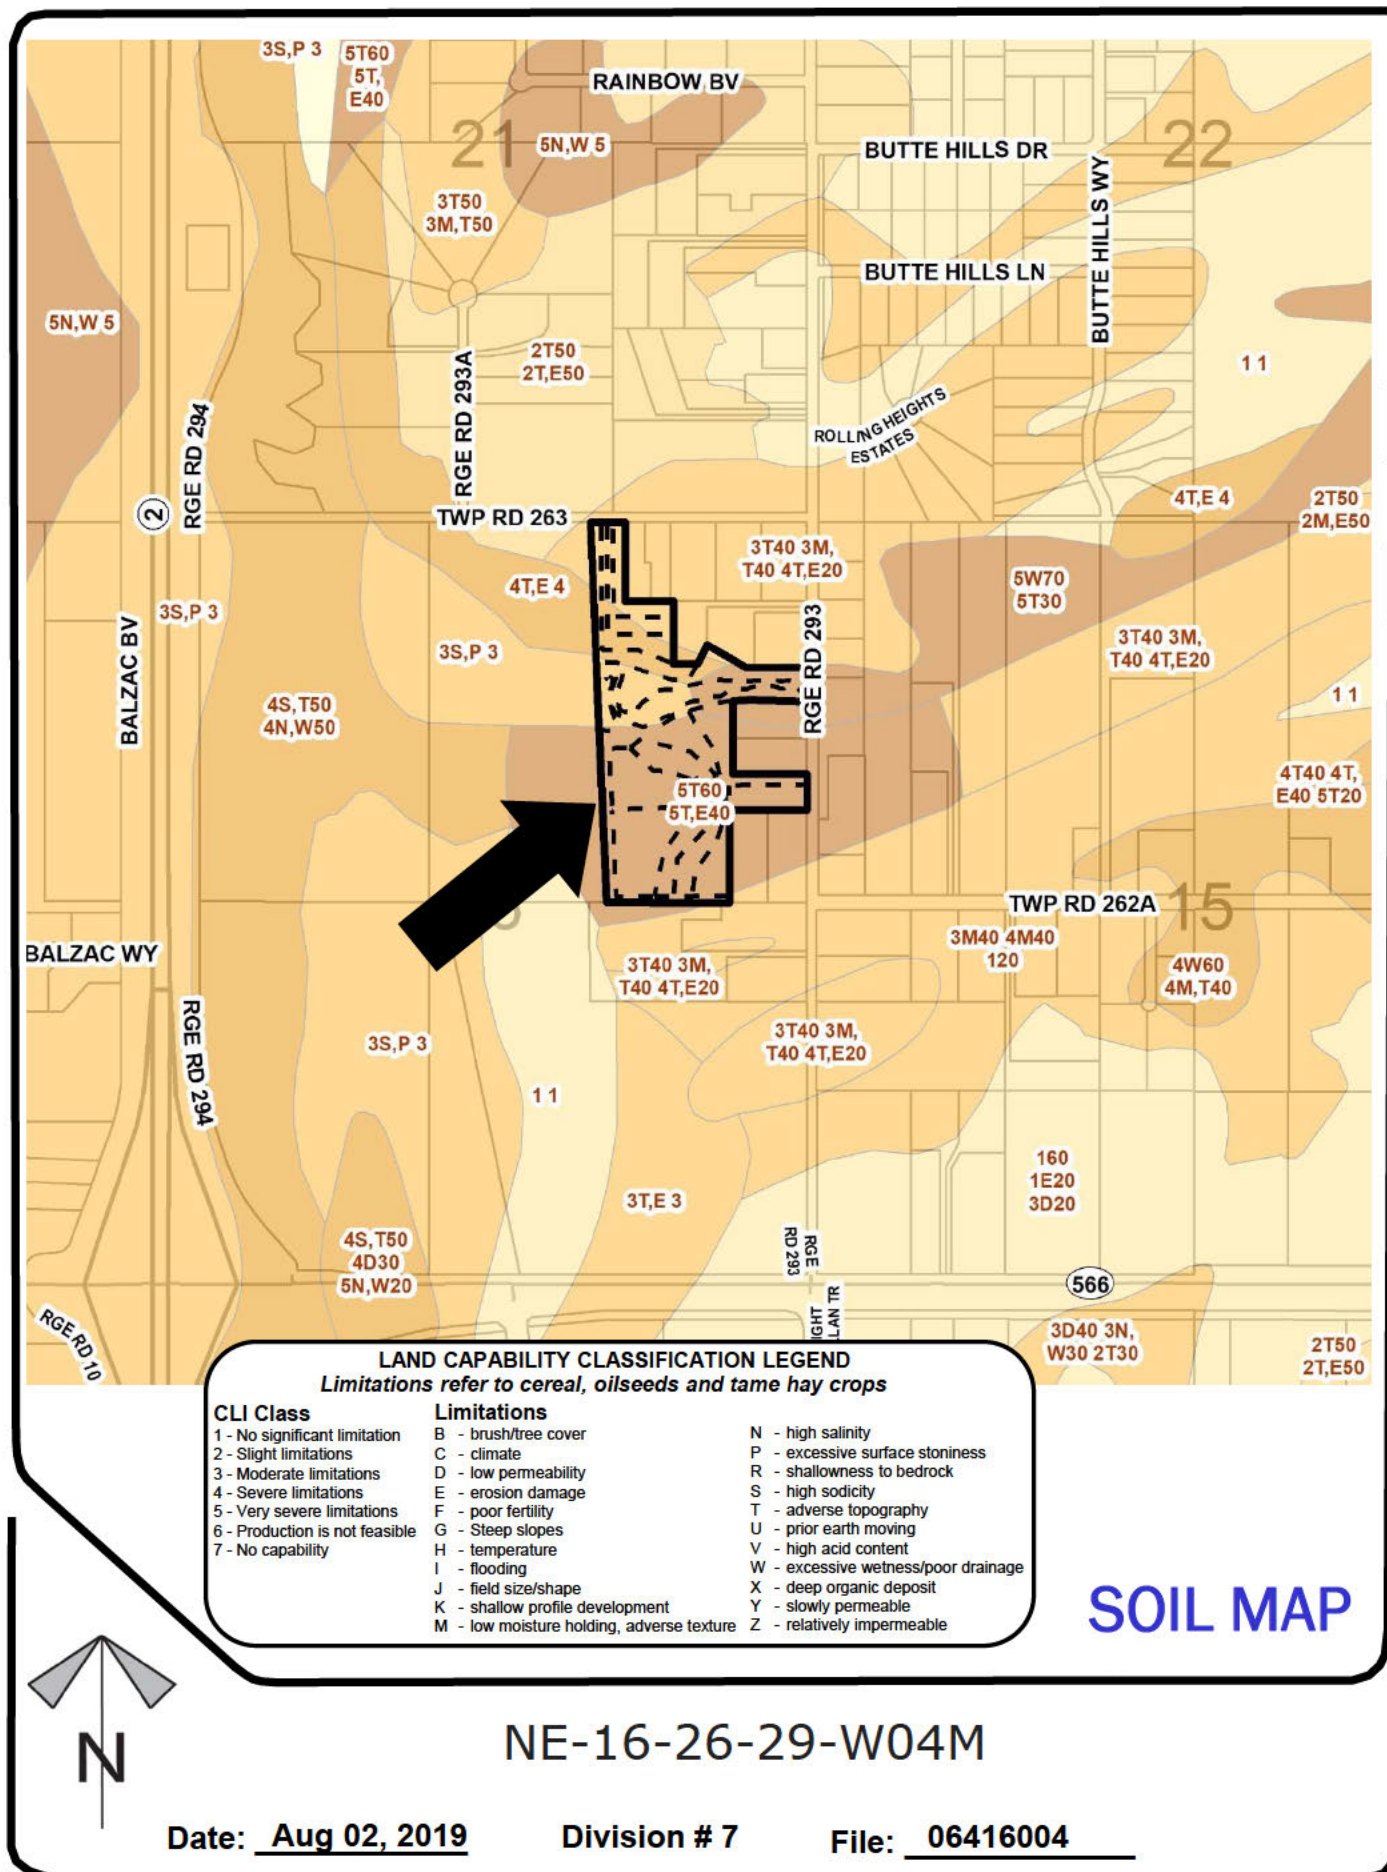 3S,P 3
5T60
5T,
E40
RAINBOW BV
21
5N,W 5
BUTTE HILLS DR
22
3T50
3M,T50
BUTTE HILLS WY
BUTTE HILLS LN
5N,W 5
2T50
2T,E50
1 1
RGE RD 293A
RGE RD 294
ROLLING HEIGHTS
ESTATES
2
TWP RD 263
4T,E 4
2T50
2M,E50
3T40 3M,
T40 4T,E20
4T,E 4
5W70
5T30
3S,P 3
3S,P 3
RGE RD 293
3T40 3M,
T40 4T,E20
BALZAC BV
4S,T50
4N,W50
1 1
5T60
5T,E40
4T40 4T,
E40 5T20
TWP RD 262A
15
BALZAC WY
3M40 4M40
120
3T40 3M,
T40 4T,E20
4W60
4M,T40
RGE RD 294
3S,P 3
3T40 3M,
T40 4T,E20
1 1
160
1E20
3D20
3T,E 3
4S,T50
4D30
5N,W20
RGE
RD 293
566
IGHT
LLAN TR
RGE RD 10
3D40 3N,
W30 2T30
2T50
2T,E50
LAND CAPABILITY CLASSIFICATION LEGEND
Limitations refer to cereal, oilseeds and tame hay crops
CLI Class
1 - No significant limitation
2 - Slight limitations
3 - Moderate limitations
4 - Severe limitations
5 - Very severe limitations
6 - Production is not feasible
7 - No capability
Limitations
B - brush/tree cover
C - climate
D - low permeability
E - erosion damage
F - poor fertility
G - Steep slopes
H - temperature
I - flooding
J - field size/shape
K - shallow profile development
M - low moisture holding, adverse texture
N - high salinity
P - excessive surface stoniness
R - shallowness to bedrock
S - high sodicity
T - adverse topography
U - prior earth moving
V - high acid content
W - excessive wetness/poor drainage
X - deep organic deposit
Y - slowly permeable
Z - relatively impermeable
SOIL MAP
N
NE-16-26-29-W04M
Date: Aug 02, 2019 Division # 7 File: 06416004